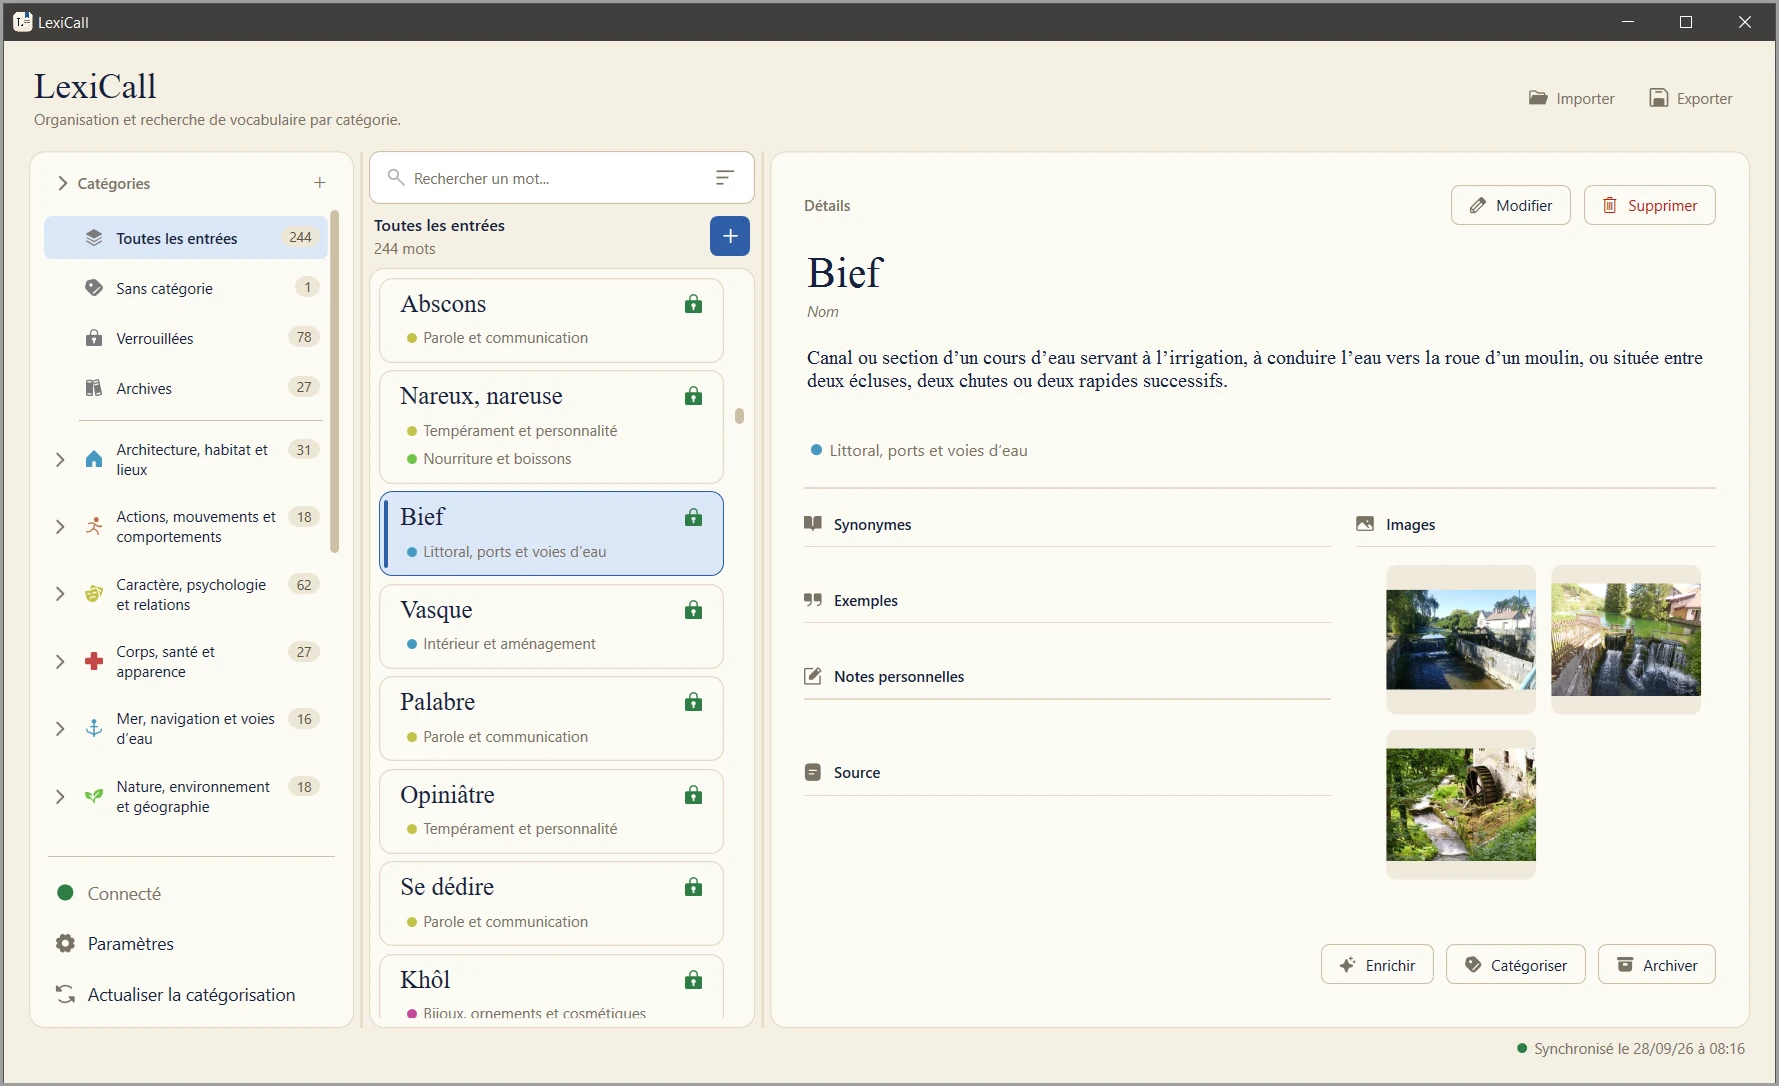 LexiCall
LexiCall
Organisation et recherche de vocabulaire par catégorie.
Importer
Exporter
Catégories
Toutes les entrées 244
Sans catégorie 1
Verrouillées 78
Archives 27
Architecture, habitat et 31
lieux
Actions, mouvements et 18
comportements
Caractère, psychologie 62
et relations
Corps, santé et 27
apparence
Mer, navigation et voies 16
d’eau
Nature, environnement 18
et géographie
Connecté
Paramètres
Actualiser la catégorisation
Rechercher un mot...
Toutes les entrées
244 mots
Abscons
Parole et communication
Nareux, nareuse
Tempérament et personnalité
Nourriture et boissons
Bief
Littoral, ports et voies d’eau
Vasque
Intérieur et aménagement
Palabre
Parole et communication
Opiniâtre
Tempérament et personnalité
Se dédire
Parole et communication
Khôl
Bijoux, ornements et cosmétiques
Détails
Modifier
Supprimer
Bief
Nom
Canal ou section d’un cours d’eau servant à l’irrigation, à conduire l’eau vers la roue d’un moulin, ou située entre
deux écluses, deux chutes ou deux rapides successifs.
Littoral, ports et voies d’eau
Synonymes
Exemples
Notes personnelles
Source
Images
Enrichir
Catégoriser
Archiver
Synchronisé le 28/09/26 à 08:16